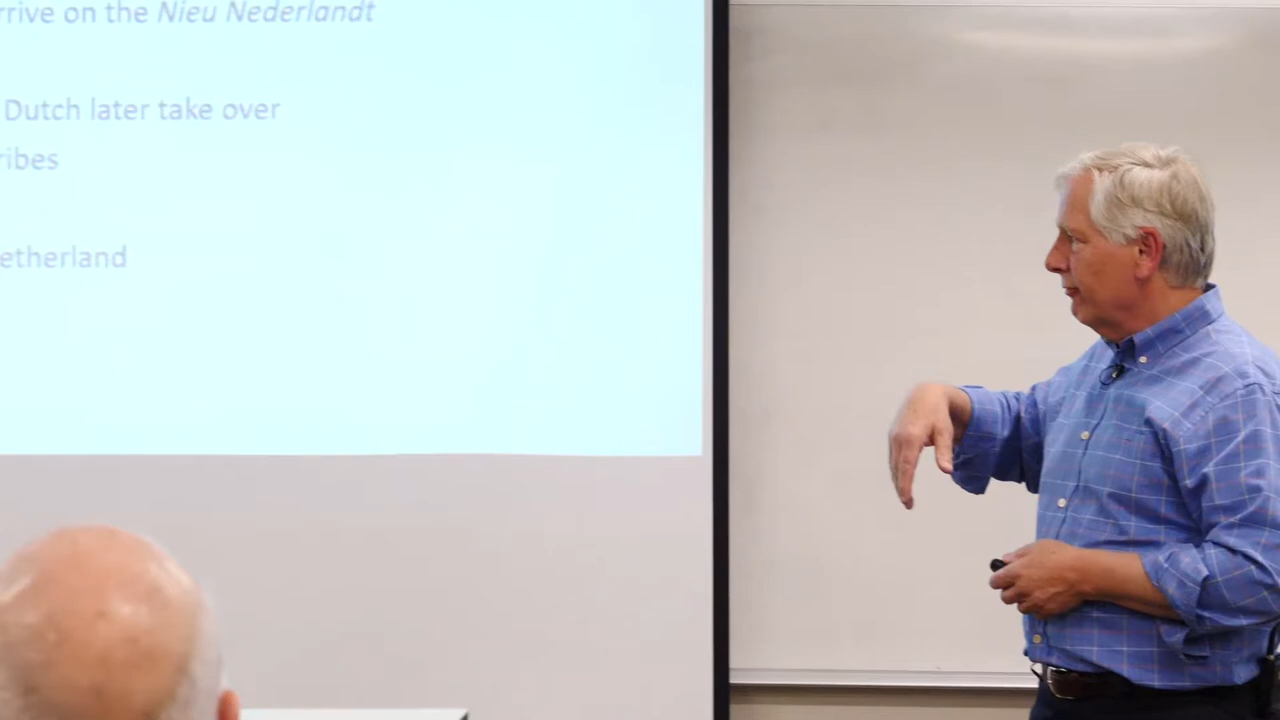 rrive on the Nieu Nederlandt
Dutch later take over
ribes
etherland